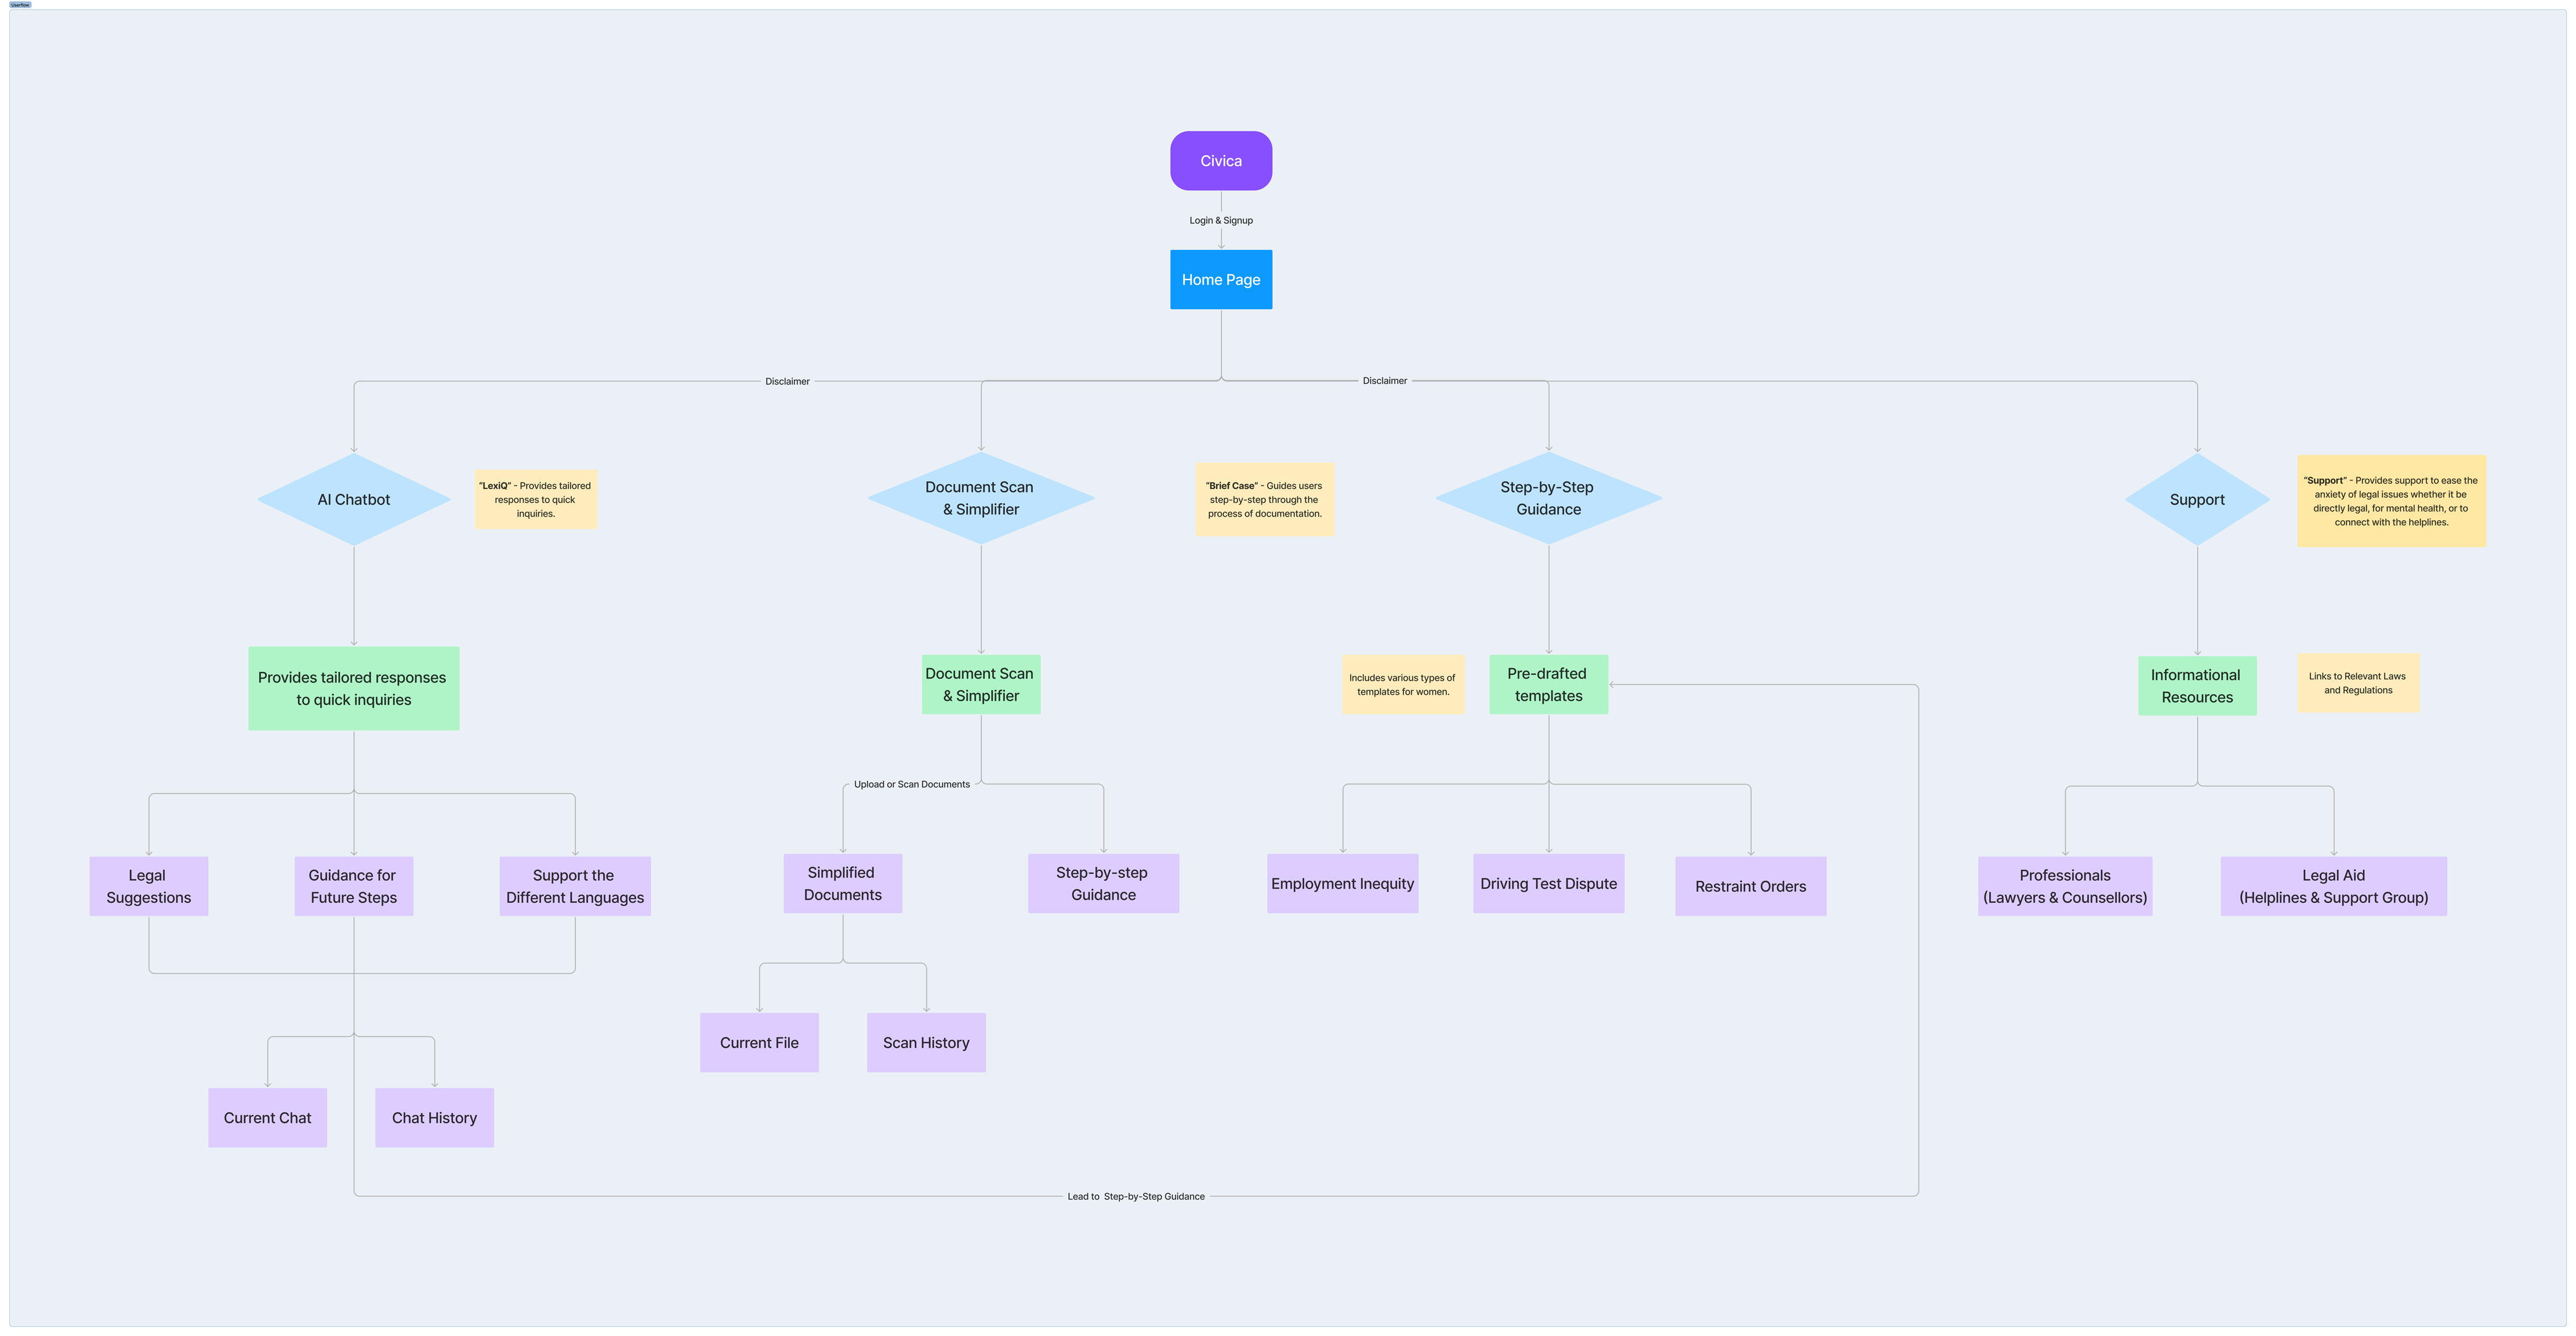 Userflow
Civica
Login & Signup
Home Page
Disclaimer
Disclaimer
AI Chatbot
“LexiQ” - Provides tailored
responses to quick
inquiries.
Document Scan
& Simplifier
“Brief Case” - Guides users
step-by-step through the
process of documentation.
Step-by-Step
Guidance
Support
“Support” - Provides support to ease the
anxiety of legal issues whether it be
directly legal, for mental health, or to
connect with the helplines.
Provides tailored responses
to quick inquiries
Document Scan
& Simplifier
Includes various types of
templates for women.
Pre-drafted
templates
Informational
Resources
Links to Relevant Laws
and Regulations
Upload or Scan Documents
Legal
Suggestions
Guidance for
Future Steps
Support the
Different Languages
Simplified
Documents
Step-by-step
Guidance
Employment Inequity
Driving Test Dispute
Restraint Orders
Professionals
(Lawyers & Counsellors)
Legal Aid
(Helplines & Support Group)
Current File
Scan History
Current Chat
Chat History
Lead to Step-by-Step Guidance